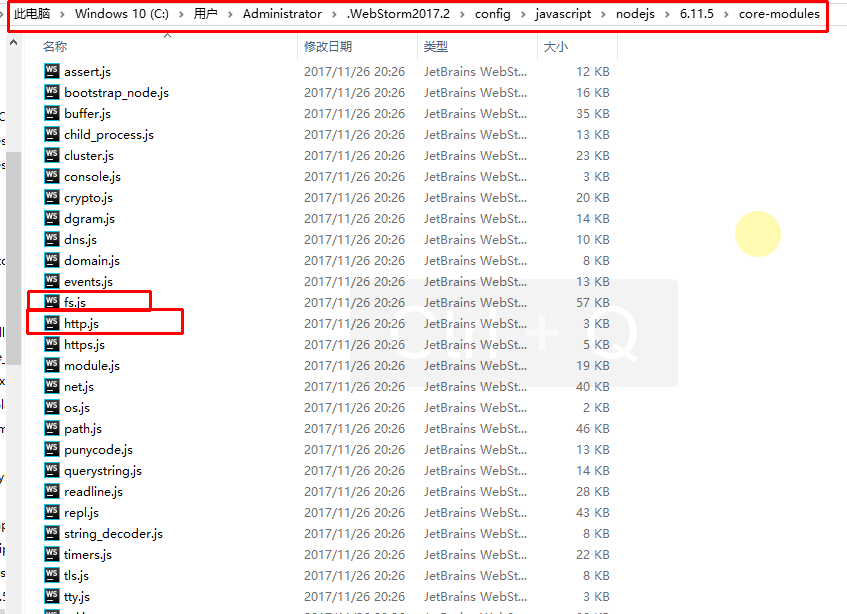 此电脑 > Windows 10 (C:) > 用户 > Administrator > .WebStorm2017.2 > config > javascript > nodejs > 6.11.5 > core-modules
名称 修改日期 类型 大小
assert.js 2017/11/26 20:26 JetBrains WebSt... 12 KB
bootstrap_node.js 2017/11/26 20:26 JetBrains WebSt... 16 KB
buffer.js 2017/11/26 20:26 JetBrains WebSt... 35 KB
child_process.js 2017/11/26 20:26 JetBrains WebSt... 13 KB
cluster.js 2017/11/26 20:26 JetBrains WebSt... 23 KB
console.js 2017/11/26 20:26 JetBrains WebSt... 3 KB
crypto.js 2017/11/26 20:26 JetBrains WebSt... 20 KB
dgram.js 2017/11/26 20:26 JetBrains WebSt... 14 KB
dns.js 2017/11/26 20:26 JetBrains WebSt... 10 KB
domain.js 2017/11/26 20:26 JetBrains WebSt... 8 KB
events.js 2017/11/26 20:26 JetBrains WebSt... 13 KB
fs.js 2017/11/26 20:26 JetBrains WebSt... 57 KB
http.js 2017/11/26 20:26 JetBrains WebSt... 3 KB
Ctrl + Q
https.js 2017/11/26 20:26 JetBrains WebSt... 5 KB
module.js 2017/11/26 20:26 JetBrains WebSt... 19 KB
net.js 2017/11/26 20:26 JetBrains WebSt... 40 KB
os.js 2017/11/26 20:26 JetBrains WebSt... 2 KB
path.js 2017/11/26 20:26 JetBrains WebSt... 46 KB
punycode.js 2017/11/26 20:26 JetBrains WebSt... 13 KB
querystring.js 2017/11/26 20:26 JetBrains WebSt... 14 KB
readline.js 2017/11/26 20:26 JetBrains WebSt... 28 KB
repl.js 2017/11/26 20:26 JetBrains WebSt... 43 KB
string_decoder.js 2017/11/26 20:26 JetBrains WebSt... 8 KB
timers.js 2017/11/26 20:26 JetBrains WebSt... 22 KB
tls.js 2017/11/26 20:26 JetBrains WebSt... 8 KB
tty.js 2017/11/26 20:26 JetBrains WebSt... 3 KB